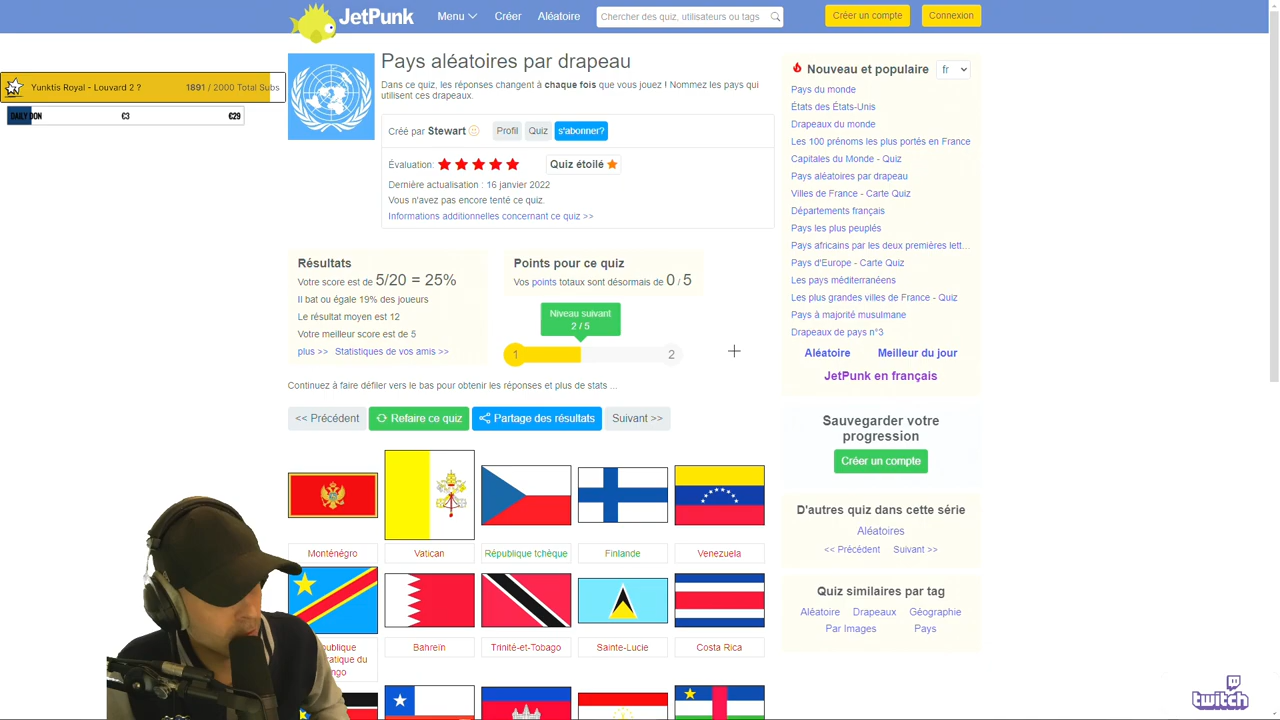 JetPunk
Menu
Créer
Aléatoire
Chercher des quiz, utilisateurs ou tags
Créer un compte
Connexion
Yunktis Royal - Louvard 2 ?
1891 / 2000 Total Subs
DAILY DON
€3
€29
Pays aléatoires par drapeau
Dans ce quiz, les réponses changent à chaque fois que vous jouez ! Nommez les pays qui
utilisent ces drapeaux.
Créé par Stewart
Profil
Quiz
s'abonner?
Évaluation:
Quiz étoilé
Dernière actualisation : 16 janvier 2022
Vous n'avez pas encore tenté ce quiz.
Informations additionnelles concernant ce quiz >>
Résultats
Votre score est de 5/20 = 25%
Il bat ou égale 19% des joueurs
Le résultat moyen est 12
Votre meilleur score est de 5
plus >>
Statistiques de vos amis >>
Points pour ce quiz
Vos points totaux sont désormais de 0 / 5
Niveau suivant
2 / 5
1
2
Continuez à faire défiler vers le bas pour obtenir les réponses et plus de stats ...
<< Précédent
Refaire ce quiz
Partage des résultats
Suivant >>
Monténégro
Vatican
République tchèque
Finlande
Venezuela
Bahreïn
Trinité-et-Tobago
Sainte-Lucie
Costa Rica
Nouveau et populaire
fr
Pays du monde
États des États-Unis
Drapeaux du monde
Les 100 prénoms les plus portés en France
Capitales du Monde - Quiz
Pays aléatoires par drapeau
Villes de France - Carte Quiz
Départements français
Pays les plus peuplés
Pays africains par les deux premières lett...
Pays d'Europe - Carte Quiz
Les pays méditerranéens
Les plus grandes villes de France - Quiz
Pays à majorité musulmane
Drapeaux de pays n°3
Aléatoire
Meilleur du jour
JetPunk en français
Sauvegarder votre
progression
Créer un compte
D'autres quiz dans cette série
Aléatoires
<< Précédent
Suivant >>
Quiz similaires par tag
Aléatoire
Drapeaux
Géographie
Par Images
Pays
twitch